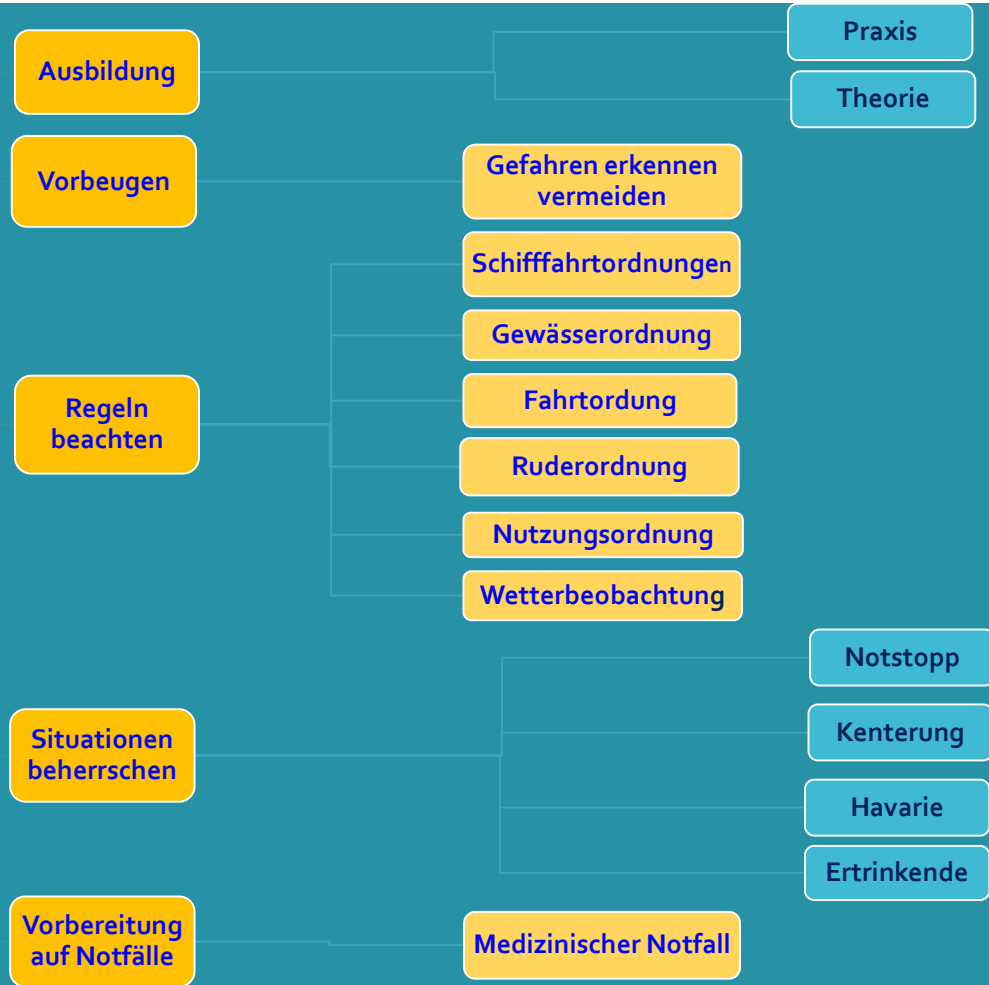 Ausbildung
Praxis
Theorie
Vorbeugen
Gefahren erkennen
vermeiden
Regeln
beachten
Schifffahrtordnungen
Gewässerordnung
Fahrtordung
Ruderordnung
Nutzungsordnung
Wetterbeobachtung
Situationen
beherrschen
Notstopp
Kenterung
Havarie
Ertrinkende
Vorbereitung
auf Notfälle
Medizinischer Notfall